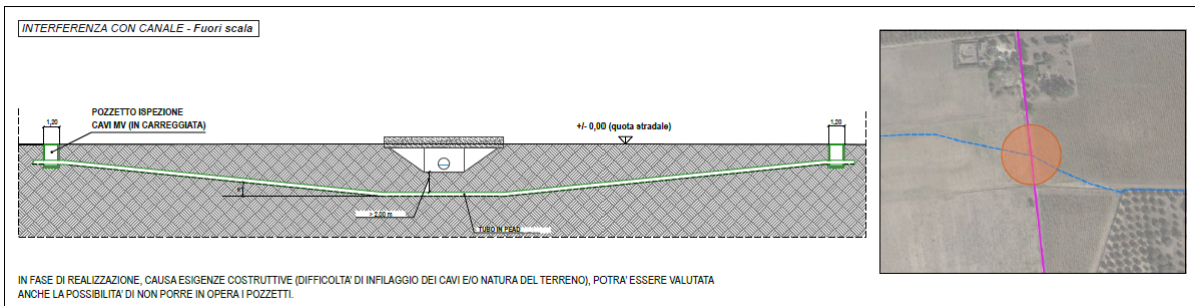 INTERFERENZA CON CANALE - Fuori scala
POZZETTO ISPEZIONE
CAVI MV (IN CARREGGIATA)
1,20
+/- 0,00 (quota stradale)
1,20
> 2,00 m
TUBO IN PEAD
IN FASE DI REALIZZAZIONE, CAUSA ESIGENZE COSTRUTTIVE (DIFFICOLTA' DI INFILAGGIO DEI CAVI E/O NATURA DEL TERRENO), POTRA' ESSERE VALUTATA
ANCHE LA POSSIBILITA' DI NON PORRE IN OPERA I POZZETTI.